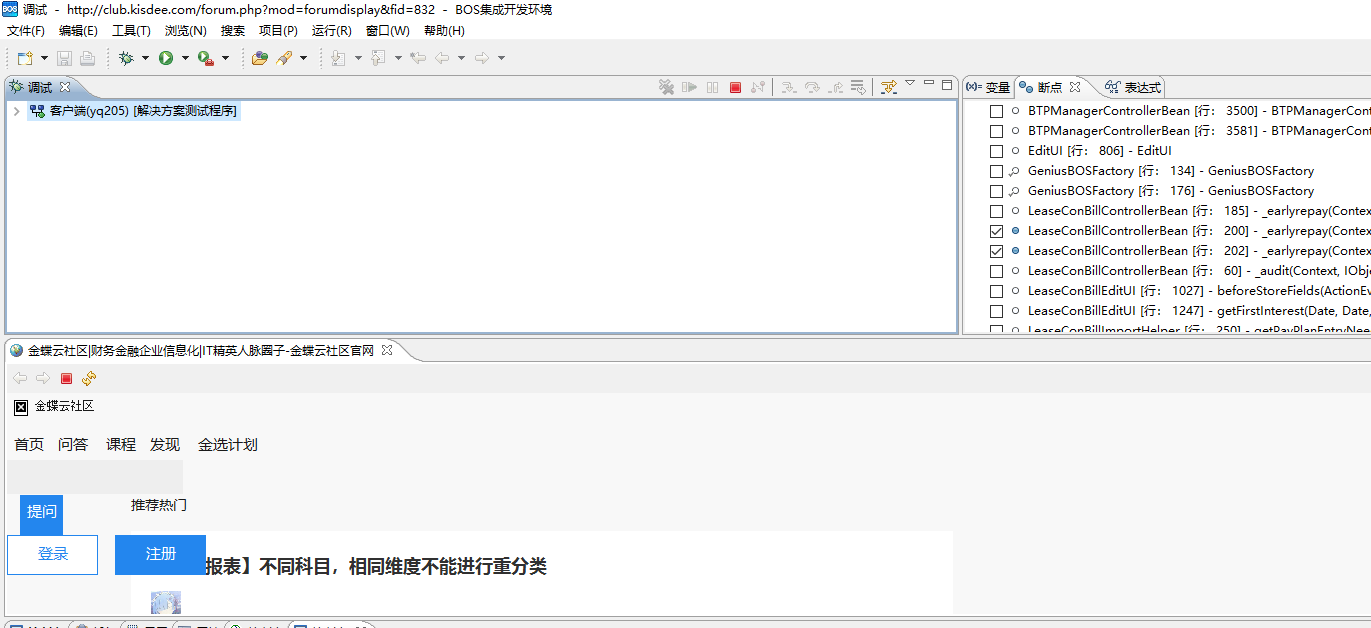 BOS 调试 - http://club.kisdee.com/forum.php?mod=forumdisplay&fid=832 - BOS集成开发环境
文件(F) 编辑(E) 工具(T) 浏览(N) 搜索 项目(P) 运行(R) 窗口(W) 帮助(H)
调试
客户端(yq205) [解决方案测试程序]
(x)= 变量 断点 表达式
BTPManagerControllerBean [行： 3500] - BTPManagerCont
BTPManagerControllerBean [行： 3581] - BTPManagerCont
EditUI [行： 806] - EditUI
GeniusBOSFactory [行： 134] - GeniusBOSFactory
GeniusBOSFactory [行： 176] - GeniusBOSFactory
LeaseConBillControllerBean [行： 185] - _earlyrepay(Contex
LeaseConBillControllerBean [行： 200] - _earlyrepay(Contex
LeaseConBillControllerBean [行： 202] - _earlyrepay(Contex
LeaseConBillControllerBean [行： 60] - _audit(Context, IObje
LeaseConBillEditUI [行： 1027] - beforeStoreFields(ActionEv
LeaseConBillEditUI [行： 1247] - getFirstInterest(Date, Date,
LeaseConBillImportHelper [行： 250] - getPayPlanEntryNee
金蝶云社区|财务金融企业信息化|IT精英人脉圈子-金蝶云社区官网
金蝶云社区
首页 问答 课程 发现 金选计划
提问
推荐热门
登录 注册
报表】不同科目，相同维度不能进行重分类